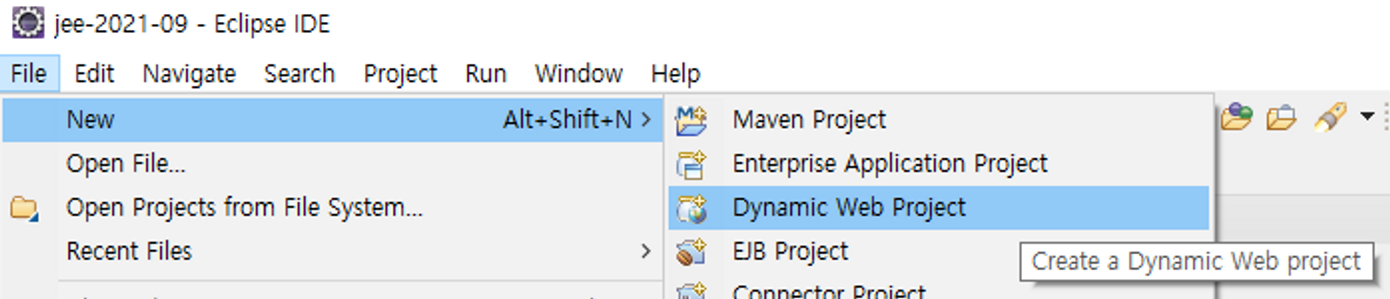 jee-2021-09 - Eclipse IDE
File Edit Navigate Search Project Run Window Help
New Alt+Shift+N >
Open File...
Open Projects from File System...
Recent Files >
Maven Project
Enterprise Application Project
Dynamic Web Project
EJB Project
Connector Project
Create a Dynamic Web project